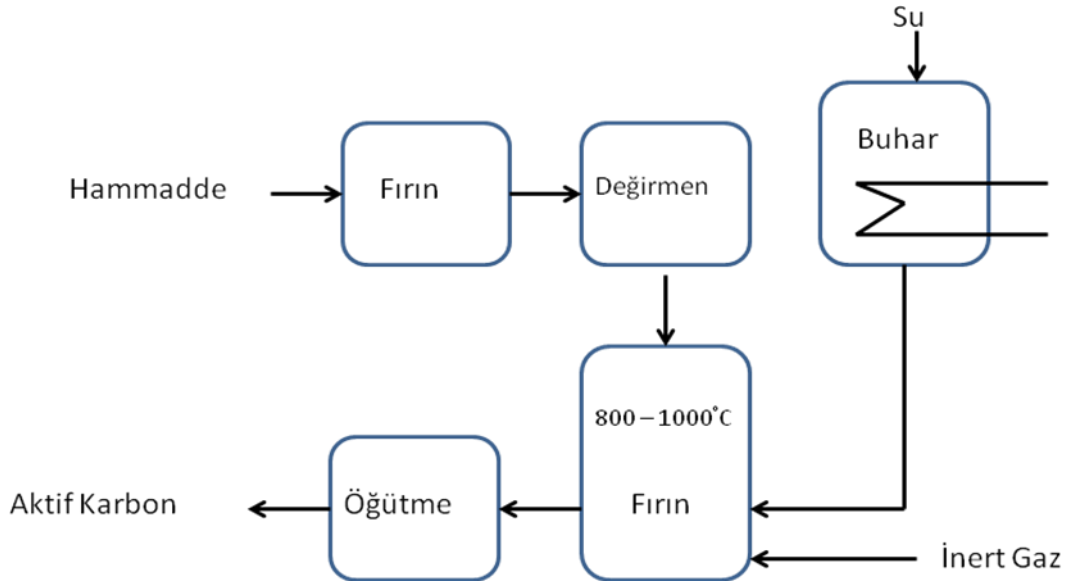 Su
Buhar
Hammadde
Fırın
Değirmen
800 – 1000°C
Aktif Karbon
Öğütme
Fırın
İnert Gaz